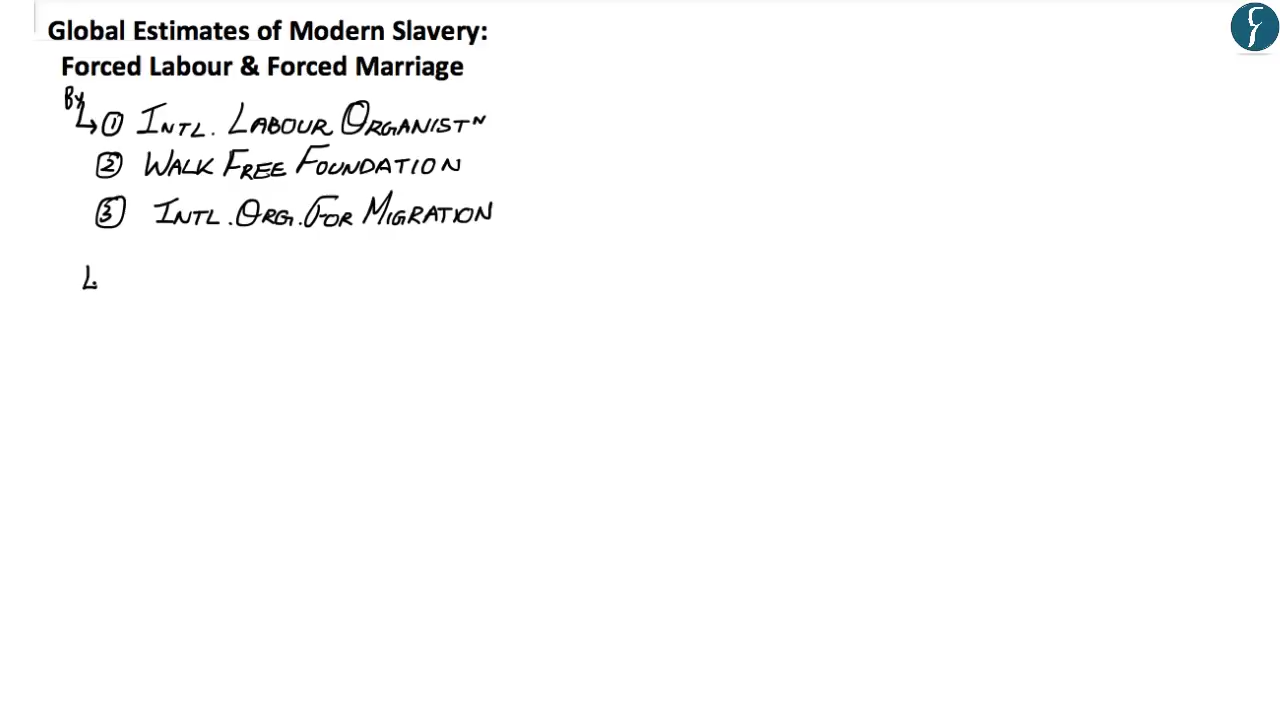 Global Estimates of Modern Slavery:
Forced Labour & Forced Marriage
By
① INTL. LABOUR ORGANISTᴺ
② WALK FREE FOUNDATION
③ INTL. ORG. FOR MIGRATION
L